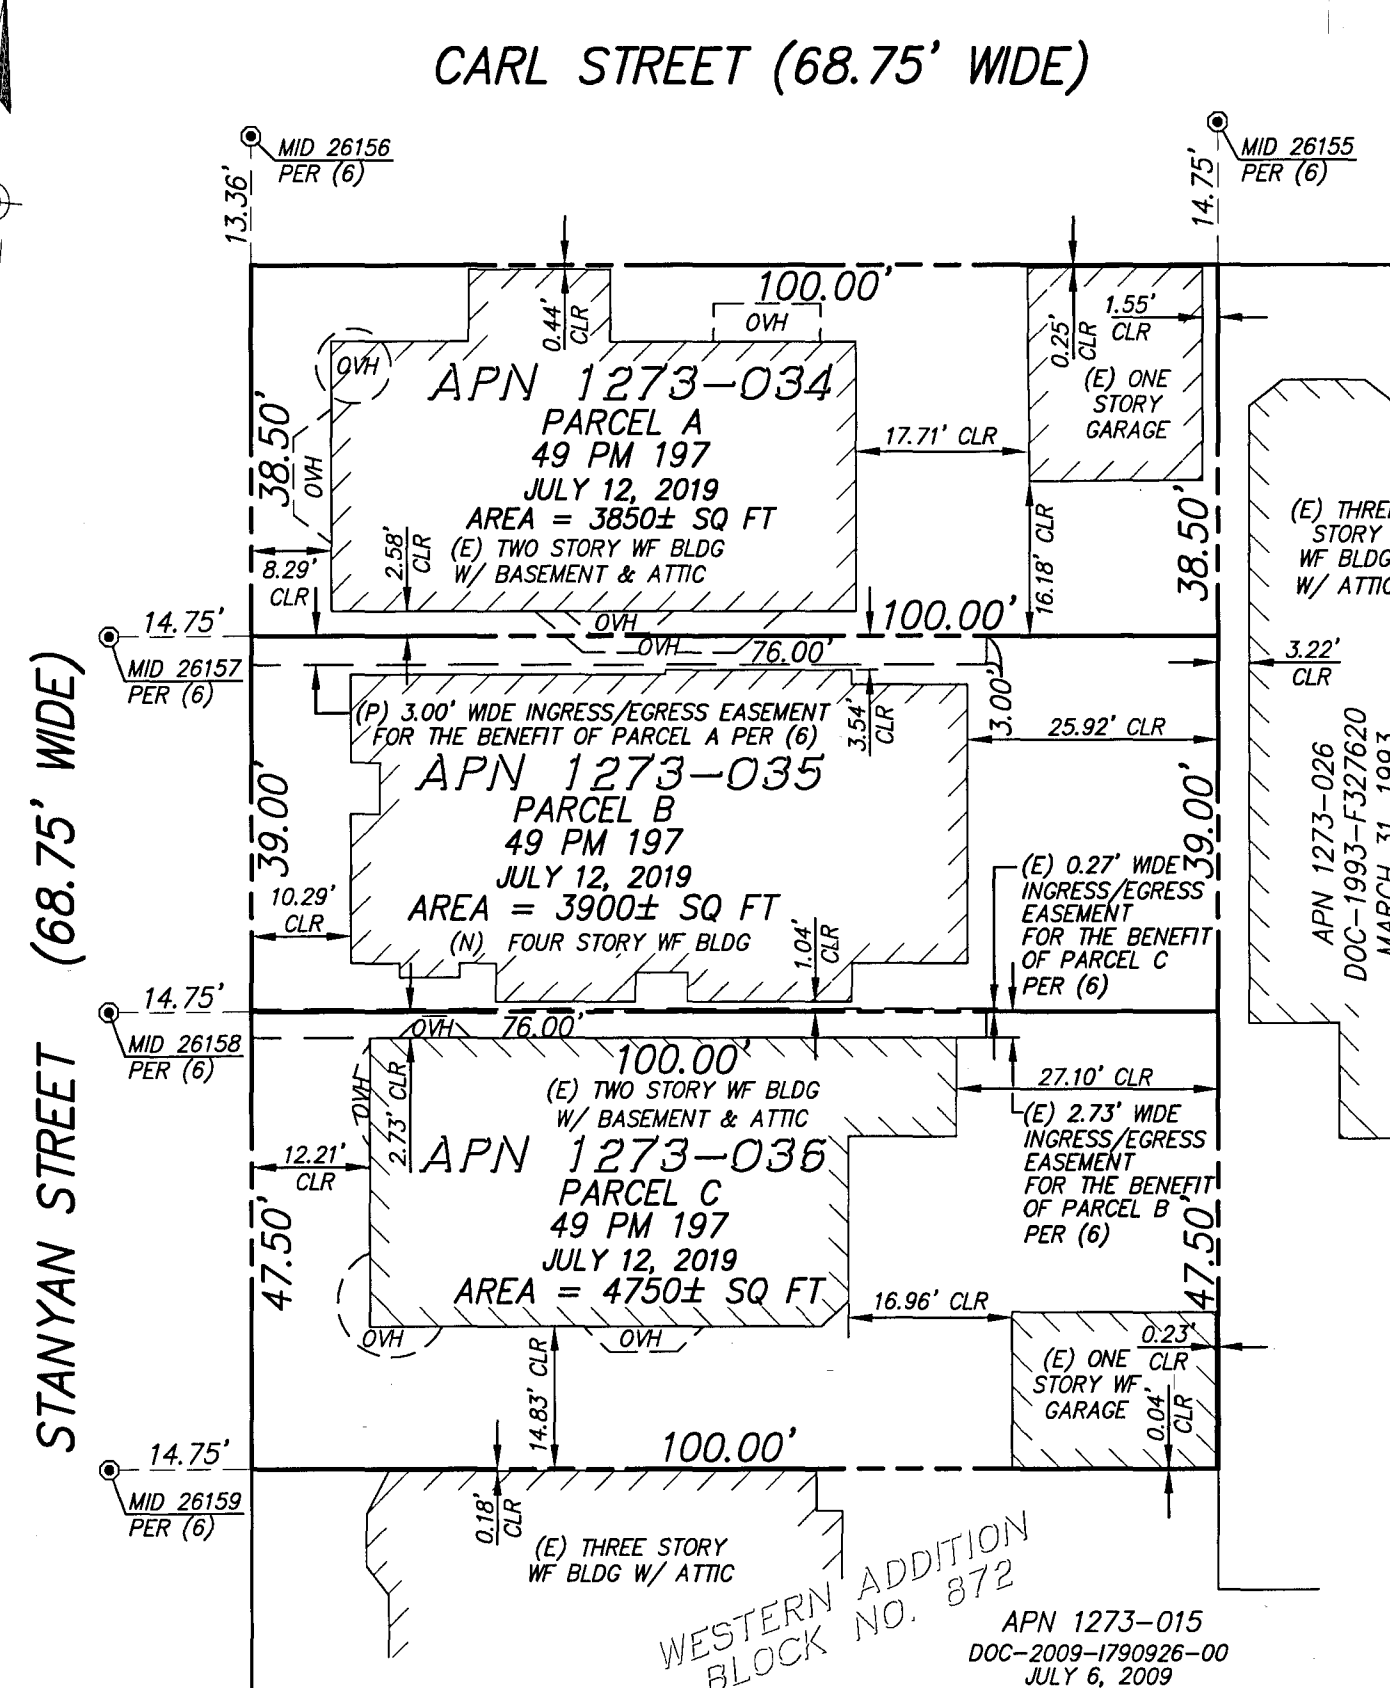 CARL STREET (68.75' WIDE)
MID 26156
PER (6)
13.36'
MID 26155
PER (6)
14.75'
100.00'
0.44'
CLR
OVH
0.25'
CLR
1.55'
CLR
OVH
(E) ONE
STORY
GARAGE
APN 1273-034
PARCEL A
49 PM 197
JULY 12, 2019
AREA = 3850± SQ FT
(E) TWO STORY WF BLDG
W/ BASEMENT & ATTIC
38.50'
OVH
17.71' CLR
16.18' CLR
38.50'
(E) THREE
STORY
WF BLDG
W/ ATTIC
8.29'
CLR
2.58'
CLR
14.75'
MID 26157
PER (6)
OVH
OVH
100.00'
76.00'
3.00'
3.22'
CLR
(P) 3.00' WIDE INGRESS/EGRESS EASEMENT
FOR THE BENEFIT OF PARCEL A PER (6)
3.54'
CLR
25.92' CLR
APN 1273-035
PARCEL B
49 PM 197
JULY 12, 2019
AREA = 3900± SQ FT
(N) FOUR STORY WF BLDG
39.00'
39.00'
10.29'
CLR
1.04'
CLR
(E) 0.27' WIDE
INGRESS/EGRESS
EASEMENT
FOR THE BENEFIT
OF PARCEL C
PER (6)
APN 1273-026
DOC-1993-F327620
MARCH 31, 1993
STANYAN STREET (68.75' WIDE)
14.75'
MID 26158
PER (6)
OVH
76.00'
100.00'
(E) TWO STORY WF BLDG
W/ BASEMENT & ATTIC
27.10' CLR
OVH
2.73' CLR
(E) 2.73' WIDE
INGRESS/EGRESS
EASEMENT
FOR THE BENEFIT
OF PARCEL B
PER (6)
APN 1273-036
PARCEL C
49 PM 197
JULY 12, 2019
AREA = 4750± SQ FT
12.21'
CLR
47.50'
47.50'
16.96' CLR
OVH
OVH
14.83' CLR
(E) ONE
STORY WF
GARAGE
0.23'
CLR
0.04'
CLR
100.00'
14.75'
MID 26159
PER (6)
0.18'
CLR
(E) THREE STORY
WF BLDG W/ ATTIC
WESTERN ADDITION
BLOCK NO. 872
APN 1273-015
DOC-2009-I790926-00
JULY 6, 2009